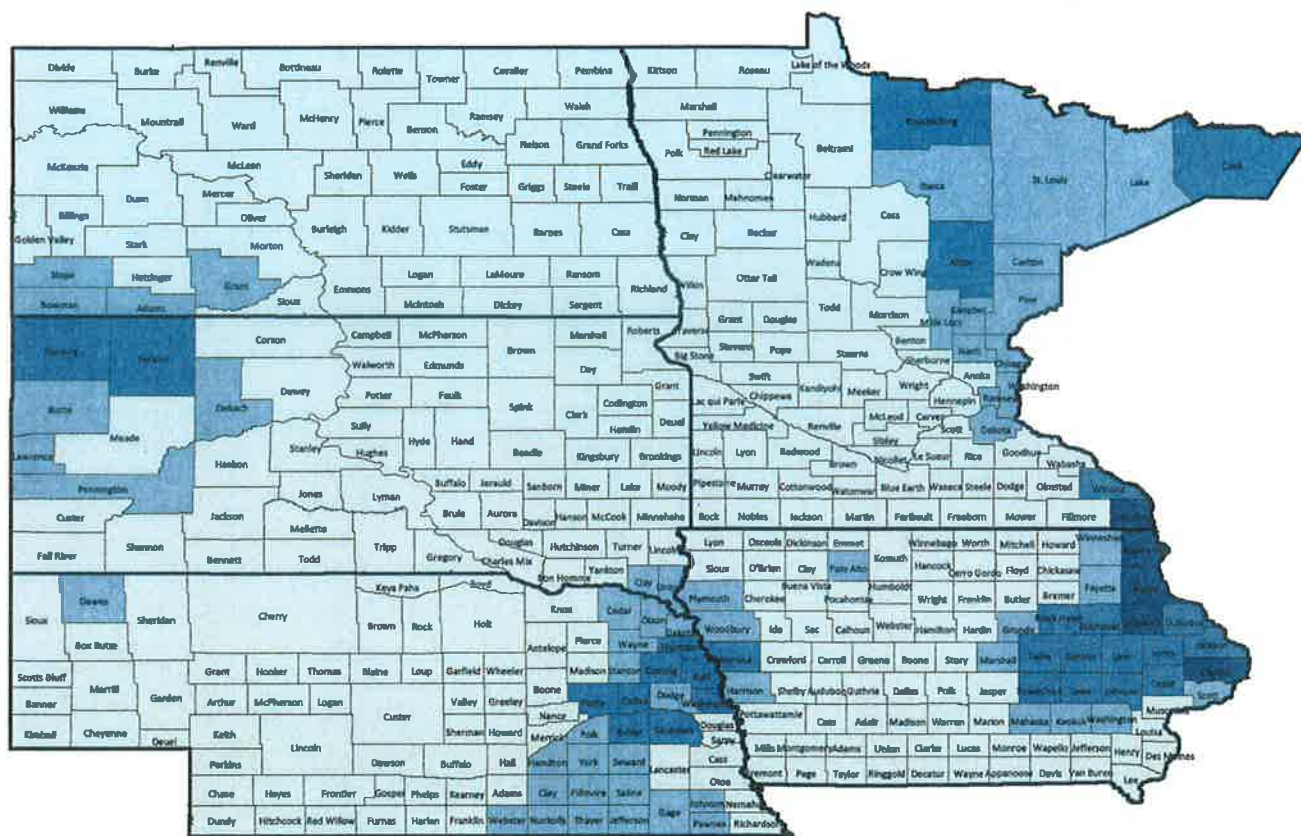 Divide
Burke
Renville
Bottineau
Rolette
Towner
Cavalier
Pembina
Kittson
Roseau
Lake of the Woods
Williams
Mountrail
Ward
McHenry
Pierce
Benson
Ramsey
Walsh
Marshall
Pennington
Red Lake
Polk
Beltrami
Koochiching
Cook
McKenzie
McLean
Sheridan
Wells
Eddy
Foster
Nelson
Grand Forks
Griggs
Steele
Traill
Clearwater
Norman
Mahnomen
Itasca
St. Louis
Lake
Dunn
Mercer
Oliver
Billings
Golden Valley
Stark
Morton
Burleigh
Kidder
Stutsman
Barnes
Cass
Clay
Becker
Hubbard
Cass
Aitkin
Carlton
Slope
Hettinger
Grant
Sioux
Emmons
Logan
LaMoure
Ransom
Richland
Wilkin
Otter Tail
Wadena
Crow Wing
Pine
Bowman
Adams
McIntosh
Dickey
Sargent
Grant
Douglas
Todd
Morrison
Mille Lacs
Kanabec
Harding
Perkins
Corson
Campbell
McPherson
Brown
Marshall
Roberts
Traverse
Stevens
Pope
Stearns
Benton
Sherburne
Isanti
Chisago
Walworth
Edmunds
Day
Big Stone
Swift
Anoka
Washington
Butte
Meade
Dewey
Potter
Faulk
Spink
Clark
Codington
Hamlin
Grant
Deuel
Lac qui Parle
Chippewa
Kandiyohi
Meeker
Wright
Hennepin
Ramsey
Lawrence
Sully
Hyde
Hand
Beadle
Kingsbury
Brookings
Yellow Medicine
Renville
McLeod
Carver
Scott
Dakota
Pennington
Haakon
Stanley
Hughes
Buffalo
Jerauld
Sanborn
Miner
Lake
Moody
Lincoln
Lyon
Redwood
Brown
Sibley
Nicollet
Le Sueur
Rice
Goodhue
Wabasha
Custer
Jackson
Jones
Lyman
Brule
Aurora
Davison
Hanson
McCook
Minnehaha
Pipestone
Murray
Cottonwood
Watonwan
Blue Earth
Waseca
Steele
Dodge
Olmsted
Winona
Fall River
Shannon
Bennett
Mellette
Todd
Tripp
Gregory
Douglas
Charles Mix
Hutchinson
Turner
Lincoln
Bon Homme
Yankton
Clay
Rock
Nobles
Jackson
Martin
Faribault
Freeborn
Mower
Fillmore
Lyon
Osceola
Dickinson
Emmet
Kossuth
Winnebago
Worth
Mitchell
Howard
Sioux
O'Brien
Clay
Palo Alto
Hancock
Cerro Gordo
Floyd
Chickasaw
Fayette
Plymouth
Cherokee
Buena Vista
Pocahontas
Humboldt
Wright
Franklin
Butler
Bremer
Dawes
Sioux
Box Butte
Sheridan
Cherry
Keya Paha
Boyd
Brown
Rock
Holt
Knox
Cedar
Dixon
Dakota
Woodbury
Ida
Sac
Calhoun
Webster
Hamilton
Hardin
Grundy
Black Hawk
Dubuque
Antelope
Pierce
Wayne
Scotts Bluff
Grant
Hooker
Thomas
Blaine
Loup
Garfield
Wheeler
Madison
Stanton
Cuming
Burt
Crawford
Carroll
Greene
Boone
Story
Marshall
Benton
Linn
Jones
Jackson
Banner
Morrill
Garden
Arthur
McPherson
Logan
Custer
Valley
Greeley
Boone
Nance
Platte
Colfax
Dodge
Harrison
Shelby
Audubon
Guthrie
Dallas
Polk
Jasper
Iowa
Johnson
Cedar
Scott
Kimball
Cheyenne
Deuel
Keith
Lincoln
Sherman
Howard
Merrick
Polk
Butler
Saunders
Douglas
Sarpy
Pottawattamie
Cass
Adair
Madison
Warren
Marion
Mahaska
Keokuk
Washington
Louisa
Perkins
Dawson
Buffalo
Hall
Hamilton
York
Seward
Lancaster
Cass
Otoe
Mills
Montgomery
Adams
Union
Clarke
Lucas
Monroe
Wapello
Jefferson
Henry
Des Moines
Chase
Hayes
Frontier
Gosper
Phelps
Kearney
Adams
Clay
Fillmore
Saline
Gage
Johnson
Nemaha
Page
Taylor
Ringgold
Decatur
Wayne
Appanoose
Davis
Van Buren
Lee
Dundy
Hitchcock
Red Willow
Furnas
Harlan
Franklin
Webster
Nuckolls
Thayer
Jefferson
Pawnee
Richardson